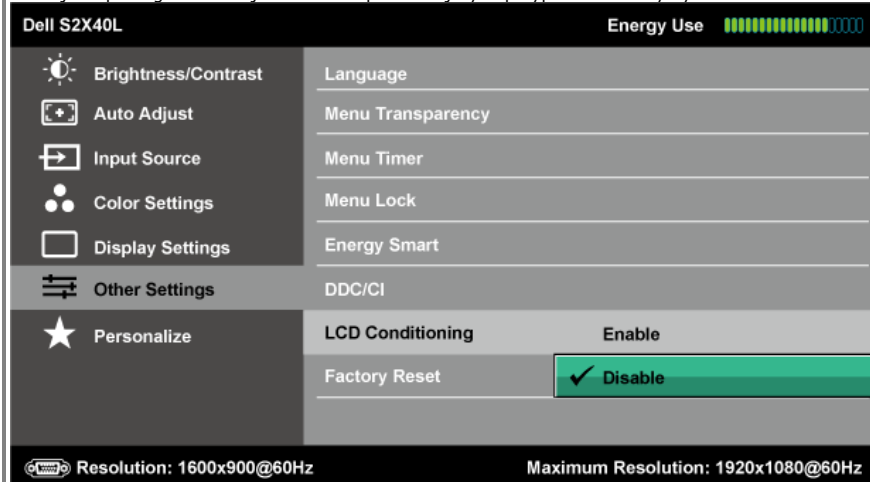 Dell S2X40L
Energy Use
Brightness/Contrast
Auto Adjust
Input Source
Color Settings
Display Settings
Other Settings
Personalize
Language
Menu Transparency
Menu Timer
Menu Lock
Energy Smart
DDC/CI
LCD Conditioning
Enable
Factory Reset
Disable
Resolution: 1600x900@60Hz
Maximum Resolution: 1920x1080@60Hz